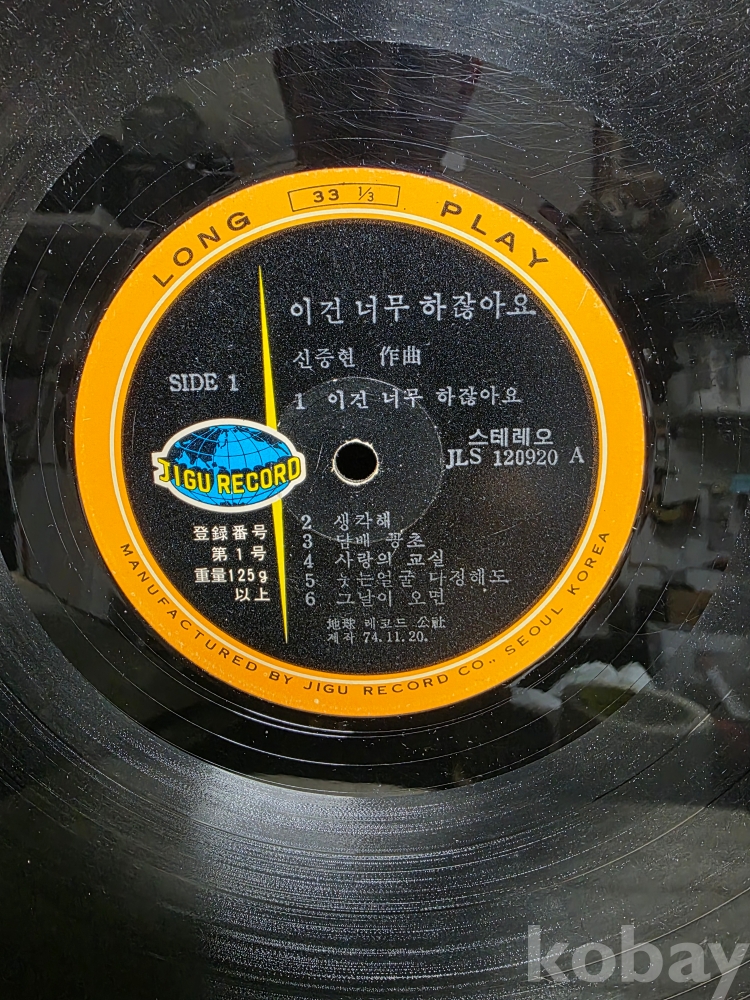 LONG PLAY
33 1/3
이건 너무 하잖아요
신중현 作曲
SIDE 1
1 이건 너무 하잖아요
스테레오
JLS 120920 A
JIGU RECORD
登録番号
第1号
重量125g
以上
2 생각해
3 담배 꽁초
4 사랑의 교실
5 웃는얼굴 다정해도
6 그날이 오면
地球 레코드 公社
제작 74.11.20.
MANUFACTURED BY JIGU RECORD CO., SEOUL KOREA
kobay